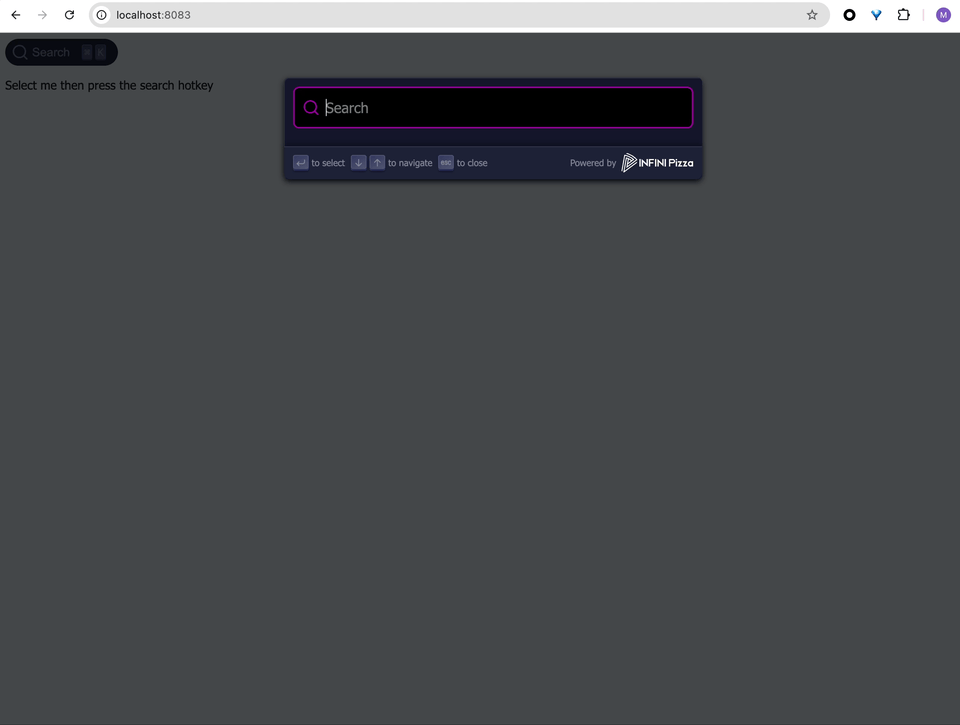 localhost:8083
M
Search ⌘ K
Select me then press the search hotkey
Search
to select to navigate ESC to close Powered by INFINI Pizza